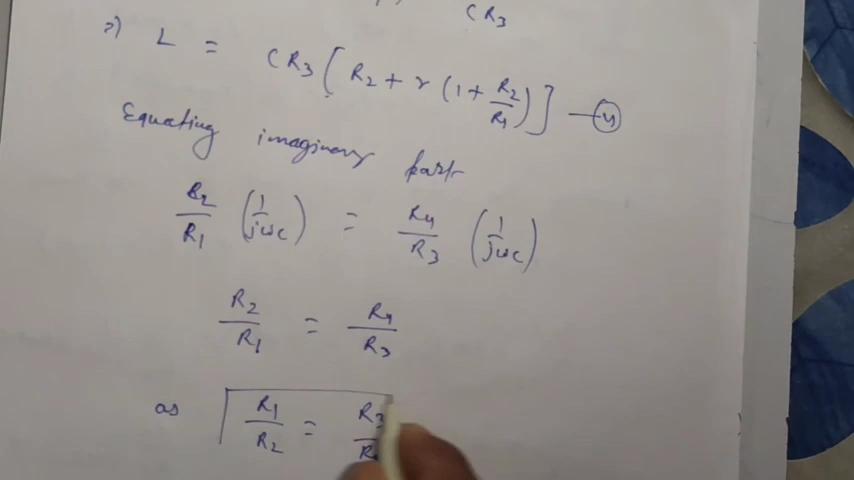 CR3
=) L = CR3 [ R2 + r ( 1 + R2/R1 ) ] — (4)
Equating imaginary part
R2/R1 (1/jωc) = R4/R3 (1/jωc)
R2/R1 = R4/R3
as R1/R2 = R3